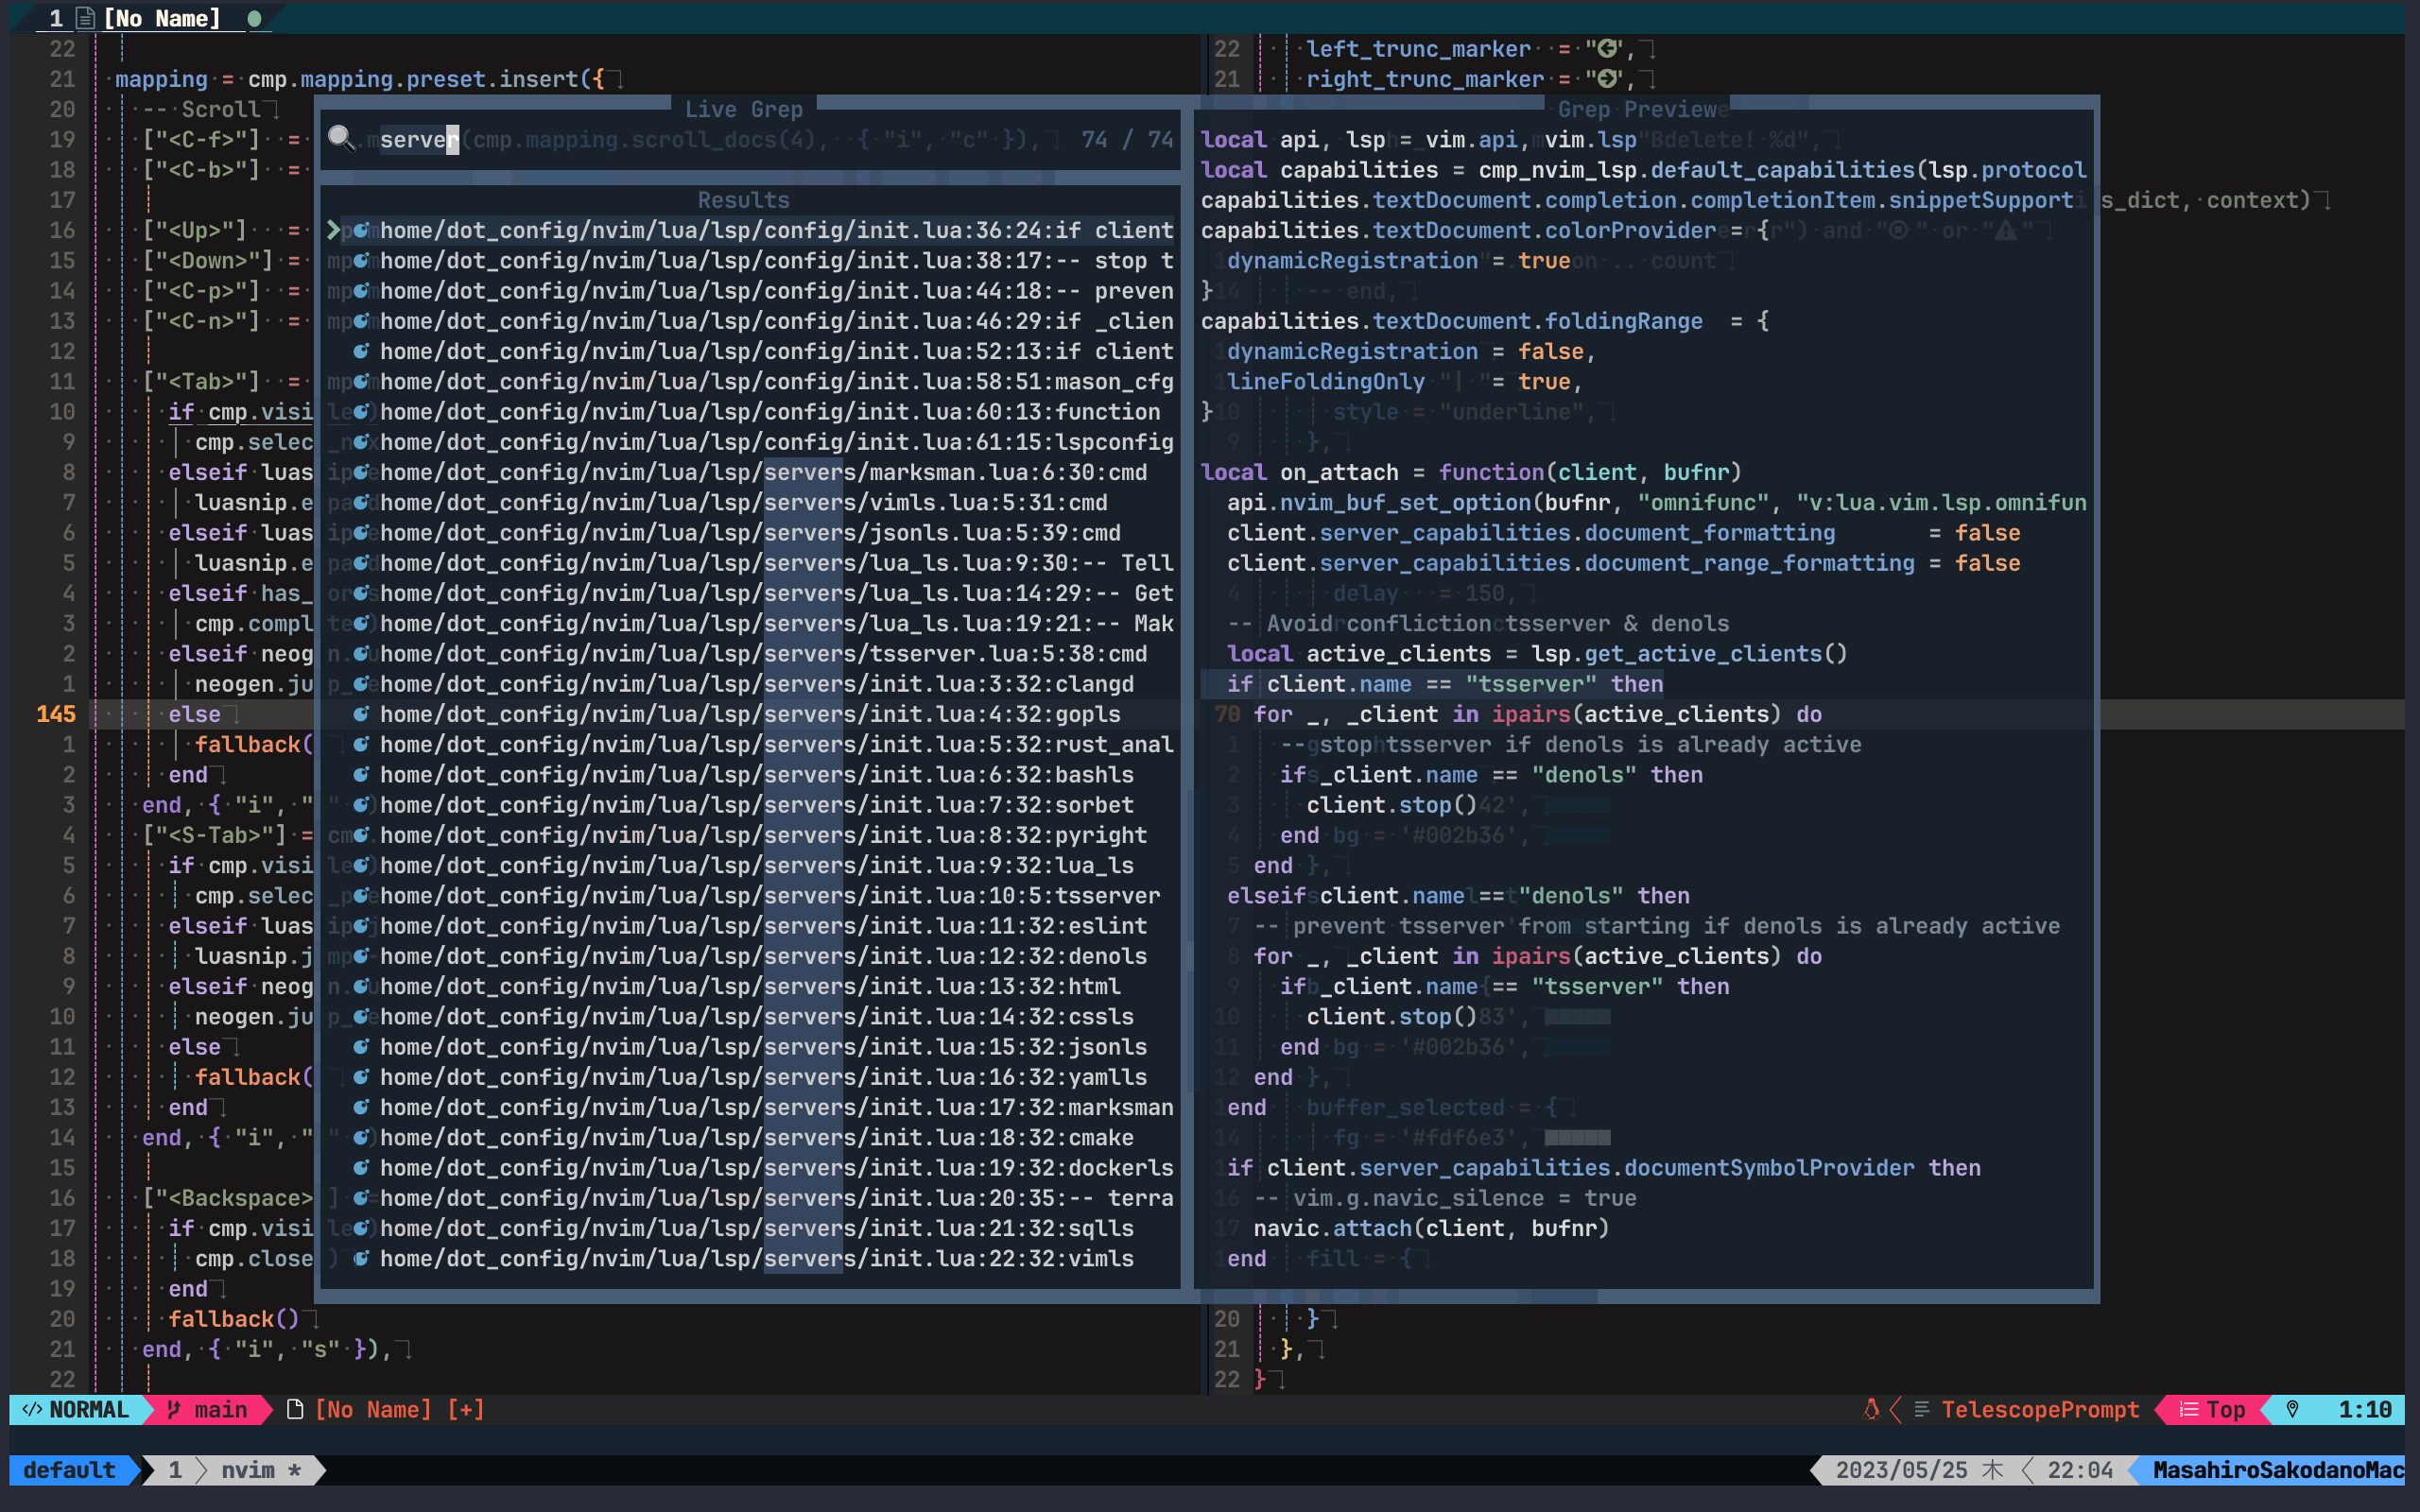 1 [No Name]
22
21 mapping = cmp.mapping.preset.insert({
20 -- Scroll
19 ["<C-f>"] =
18 ["<C-b>"] =
17
16 ["<Up>"] =
15 ["<Down>"] =
14 ["<C-p>"] =
13 ["<C-n>"] =
12
11 ["<Tab>"] =
10 if cmp.visi
9 cmp.selec
8 elseif luas
7 luasnip.e
6 elseif luas
5 luasnip.e
4 elseif has_
3 cmp.compl
2 elseif neog
1 neogen.ju
145 else
1 fallback(
2 end
3 end, { "i", "
4 ["<S-Tab>"] =
5 if cmp.visi
6 cmp.selec
7 elseif luas
8 luasnip.j
9 elseif neog
10 neogen.ju
11 else
12 fallback(
13 end
14 end, { "i", "
15
16 ["<Backspace>
17 if cmp.visi
18 cmp.close
19 end
20 fallback()
21 end, { "i", "s" }),
22
Live Grep
server (cmp.mapping.scroll_docs(4), { "i", "c" }), 74 / 74
Results
home/dot_config/nvim/lua/lsp/config/init.lua:36:24:if client
home/dot_config/nvim/lua/lsp/config/init.lua:38:17:-- stop t
home/dot_config/nvim/lua/lsp/config/init.lua:44:18:-- preven
home/dot_config/nvim/lua/lsp/config/init.lua:46:29:if _clien
home/dot_config/nvim/lua/lsp/config/init.lua:52:13:if client
home/dot_config/nvim/lua/lsp/config/init.lua:58:51:mason_cfg
home/dot_config/nvim/lua/lsp/config/init.lua:60:13:function
home/dot_config/nvim/lua/lsp/config/init.lua:61:15:lspconfig
home/dot_config/nvim/lua/lsp/servers/marksman.lua:6:30:cmd
home/dot_config/nvim/lua/lsp/servers/vimls.lua:5:31:cmd
home/dot_config/nvim/lua/lsp/servers/jsonls.lua:5:39:cmd
home/dot_config/nvim/lua/lsp/servers/lua_ls.lua:9:30:-- Tell
home/dot_config/nvim/lua/lsp/servers/lua_ls.lua:14:29:-- Get
home/dot_config/nvim/lua/lsp/servers/lua_ls.lua:19:21:-- Mak
home/dot_config/nvim/lua/lsp/servers/tsserver.lua:5:38:cmd
home/dot_config/nvim/lua/lsp/servers/init.lua:3:32:clangd
home/dot_config/nvim/lua/lsp/servers/init.lua:4:32:gopls
home/dot_config/nvim/lua/lsp/servers/init.lua:5:32:rust_anal
home/dot_config/nvim/lua/lsp/servers/init.lua:6:32:bashls
home/dot_config/nvim/lua/lsp/servers/init.lua:7:32:sorbet
home/dot_config/nvim/lua/lsp/servers/init.lua:8:32:pyright
home/dot_config/nvim/lua/lsp/servers/init.lua:9:32:lua_ls
home/dot_config/nvim/lua/lsp/servers/init.lua:10:5:tsserver
home/dot_config/nvim/lua/lsp/servers/init.lua:11:32:eslint
home/dot_config/nvim/lua/lsp/servers/init.lua:12:32:denols
home/dot_config/nvim/lua/lsp/servers/init.lua:13:32:html
home/dot_config/nvim/lua/lsp/servers/init.lua:14:32:cssls
home/dot_config/nvim/lua/lsp/servers/init.lua:15:32:jsonls
home/dot_config/nvim/lua/lsp/servers/init.lua:16:32:yamlls
home/dot_config/nvim/lua/lsp/servers/init.lua:17:32:marksman
home/dot_config/nvim/lua/lsp/servers/init.lua:18:32:cmake
home/dot_config/nvim/lua/lsp/servers/init.lua:19:32:dockerls
home/dot_config/nvim/lua/lsp/servers/init.lua:20:35:-- terra
home/dot_config/nvim/lua/lsp/servers/init.lua:21:32:sqlls
home/dot_config/nvim/lua/lsp/servers/init.lua:22:32:vimls
22 left_trunc_marker = "",
21 right_trunc_marker = "",
Grep Preview
local api, lsp = vim.api, vim.lsp
local capabilities = cmp_nvim_lsp.default_capabilities(lsp.protocol
capabilities.textDocument.completion.completionItem.snippetSupport s_dict, context)
capabilities.textDocument.colorProvider = {
dynamicRegistration = true
}
capabilities.textDocument.foldingRange = {
dynamicRegistration = false,
lineFoldingOnly = true,
}
local on_attach = function(client, bufnr)
api.nvim_buf_set_option(bufnr, "omnifunc", "v:lua.vim.lsp.omnifun
client.server_capabilities.document_formatting = false
client.server_capabilities.document_range_formatting = false
-- Avoid confliction tsserver & denols
local active_clients = lsp.get_active_clients()
if client.name == "tsserver" then
for _, _client in ipairs(active_clients) do
-- stop tsserver if denols is already active
if _client.name == "denols" then
client.stop()
end
end
elseif client.name == "denols" then
-- prevent tsserver from starting if denols is already active
for _, _client in ipairs(active_clients) do
if _client.name == "tsserver" then
client.stop()
end
end
end
if client.server_capabilities.documentSymbolProvider then
-- vim.g.navic_silence = true
navic.attach(client, bufnr)
end
20 }
21 },
22 }
NORMAL main [No Name] [+] TelescopePrompt Top 1:10
default 1 nvim * 2023/05/25 木 22:04 MasahiroSakodanoMac